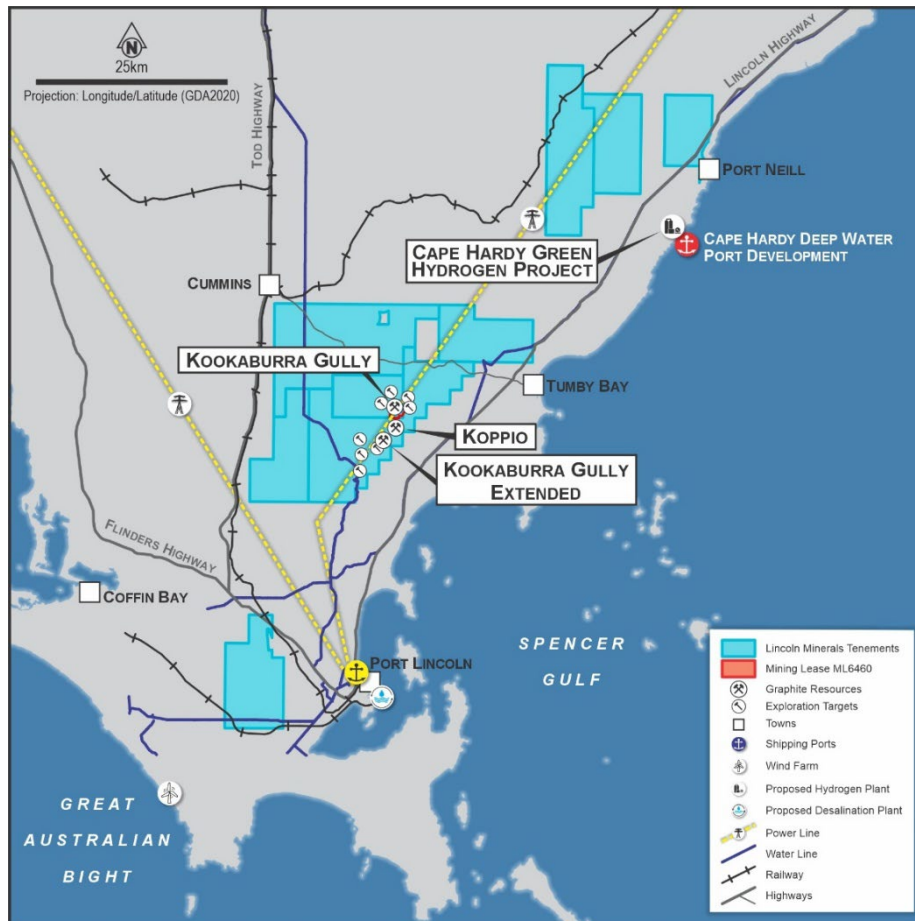 N
25km
Projection: Longitude/Latitude (GDA2020)
TOD HIGHWAY
LINCOLN HIGHWAY
PORT NEILL
CAPE HARDY GREEN
HYDROGEN PROJECT
CAPE HARDY DEEP WATER
PORT DEVELOPMENT
CUMMINS
KOOKABURRA GULLY
TUMBY BAY
KOPPIO
KOOKABURRA GULLY
EXTENDED
FLINDERS HIGHWAY
COFFIN BAY
PORT LINCOLN
SPENCER
GULF
GREAT
AUSTRALIAN
BIGHT
Lincoln Minerals Tenements
Mining Lease ML6460
Graphite Resources
Exploration Targets
Towns
Shipping Ports
Wind Farm
Proposed Hydrogen Plant
Proposed Desalination Plant
Power Line
Water Line
Railway
Highways